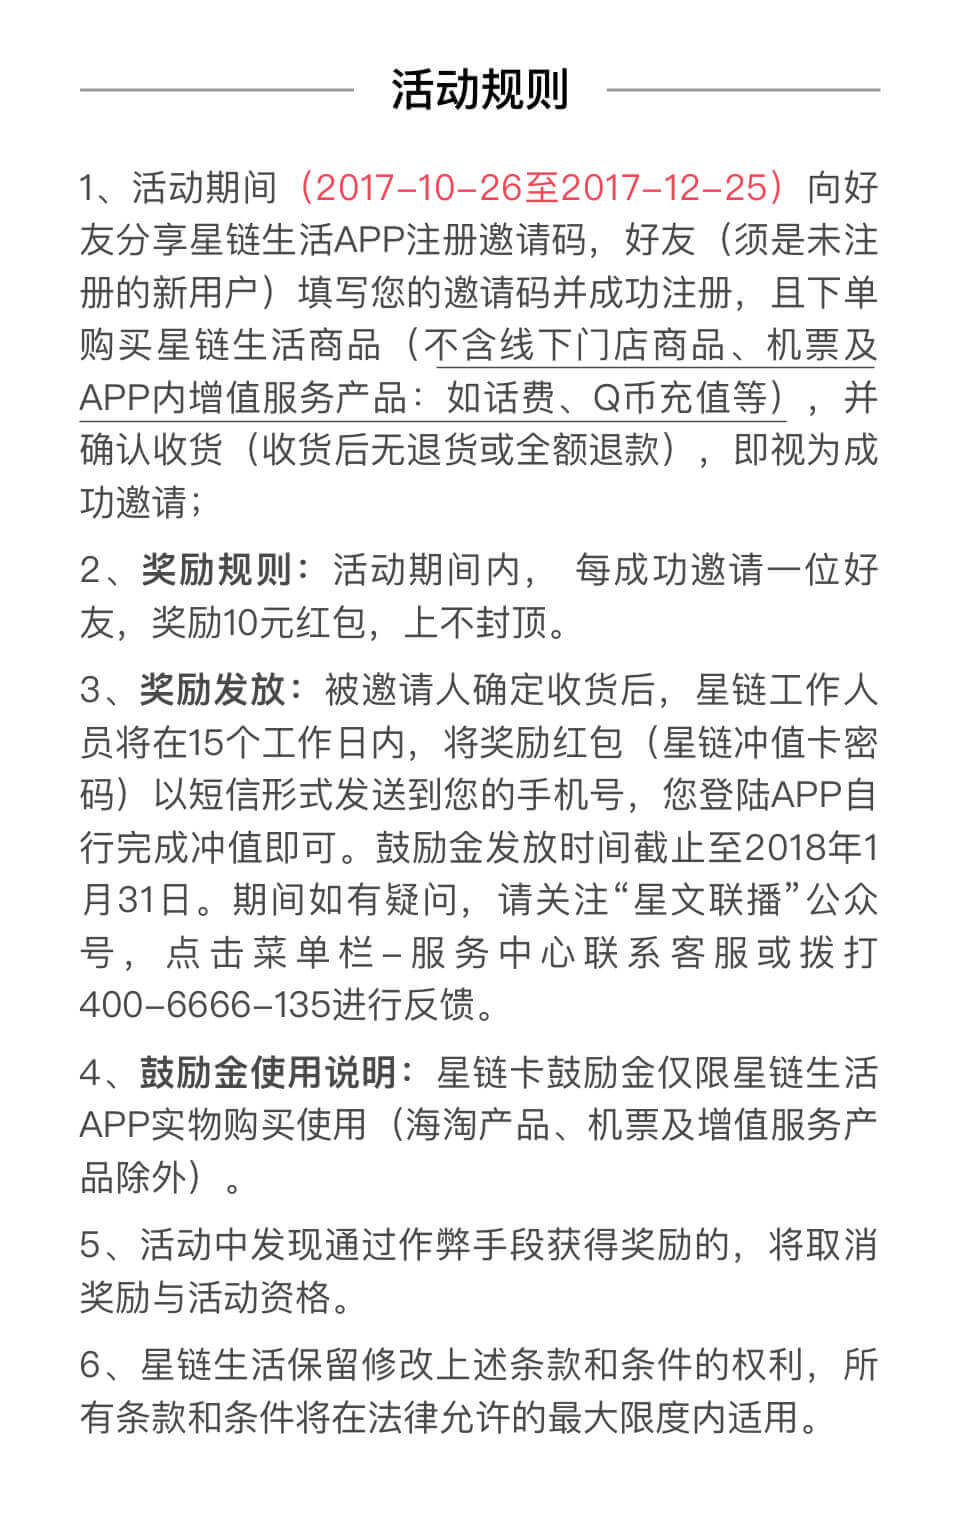 活动规则
1、活动期间（2017-10-26至2017-12-25）向好
友分享星链生活APP注册邀请码，好友（须是未注
册的新用户）填写您的邀请码并成功注册，且下单
购买星链生活商品（不含线下门店商品、机票及
APP内增值服务产品：如话费、Q币充值等），并
确认收货（收货后无退货或全额退款），即视为成
功邀请；
2、奖励规则：活动期间内， 每成功邀请一位好
友，奖励10元红包，上不封顶。
3、奖励发放：被邀请人确定收货后，星链工作人
员将在15个工作日内，将奖励红包（星链冲值卡密
码）以短信形式发送到您的手机号，您登陆APP自
行完成冲值即可。鼓励金发放时间截止至2018年1
月31日。期间如有疑问，请关注“星文联播”公众
号，点击菜单栏-服务中心联系客服或拨打
400-6666-135进行反馈。
4、鼓励金使用说明：星链卡鼓励金仅限星链生活
APP实物购买使用（海淘产品、机票及增值服务产
品除外）。
5、活动中发现通过作弊手段获得奖励的，将取消
奖励与活动资格。
6、星链生活保留修改上述条款和条件的权利，所
有条款和条件将在法律允许的最大限度内适用。